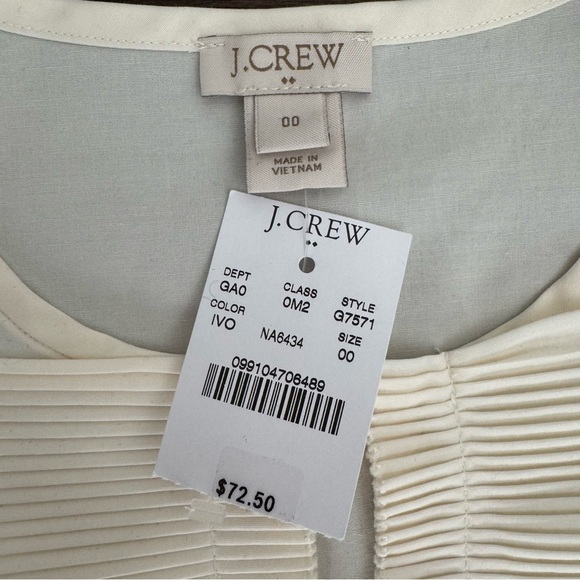 J.CREW
00
MADE IN
VIETNAM
J.CREW
DEPT CLASS STYLE
GA0 0M2 G7571
COLOR SIZE
IVO NA6434 00
099104706489
$72.50